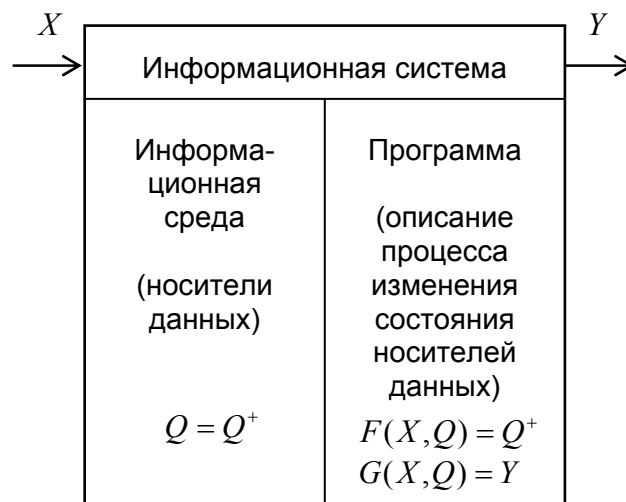 X
Y
Информационная система
Информа-
ционная
среда
(носители
данных)
Q = Q⁺
Программа
(описание
процесса
изменения
состояния
носителей
данных)
F(X,Q) = Q⁺
G(X,Q) = Y